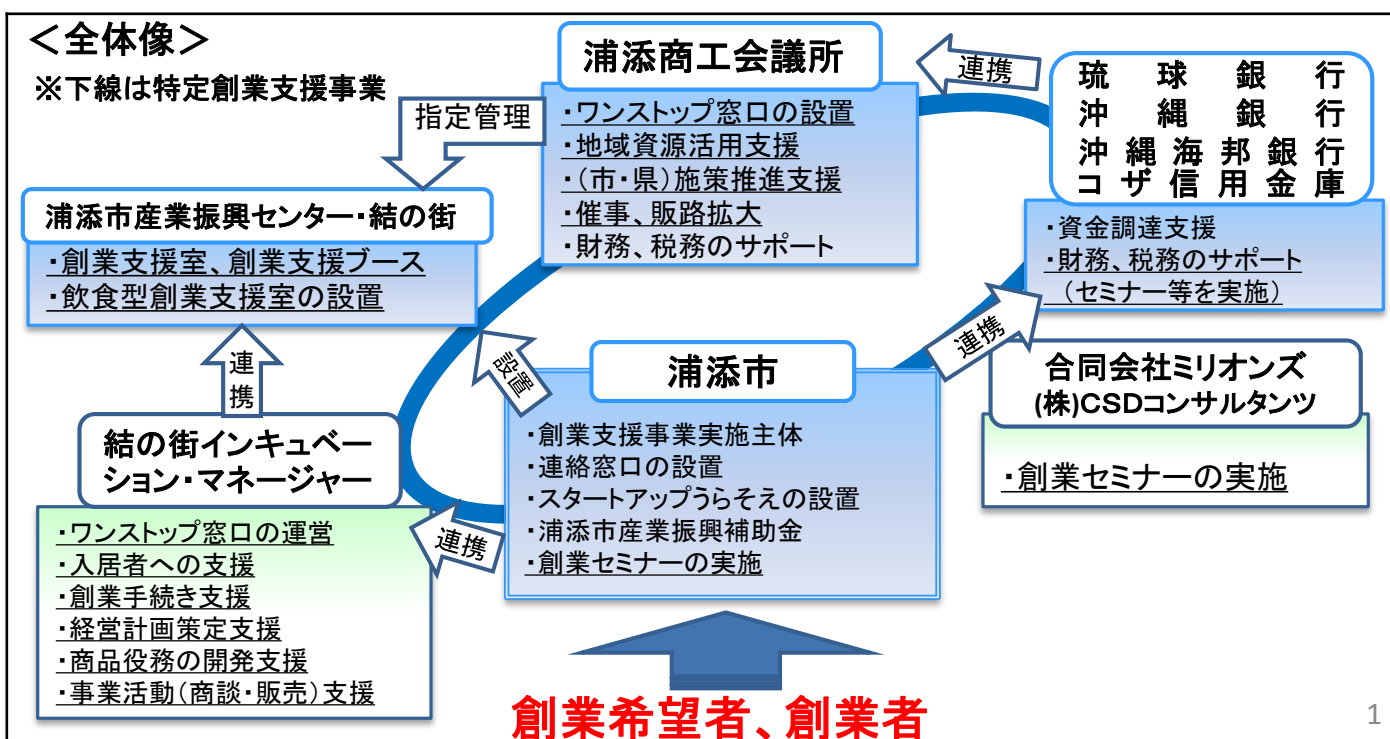 ＜全体像＞
※下線は特定創業支援事業
指定管理
浦添商工会議所
・ワンストップ窓口の設置
・地域資源活用支援
・(市・県)施策推進支援
・催事、販路拡大
・財務、税務のサポート
連携
琉球銀行
沖縄銀行
沖縄海邦銀行
コザ信用金庫
・資金調達支援
・財務、税務のサポート
（セミナー等を実施）
浦添市産業振興センター・結の街
・創業支援室、創業支援ブース
・飲食型創業支援室の設置
連携
設置
連携
浦添市
・創業支援事業実施主体
・連絡窓口の設置
・スタートアップうらそえの設置
・浦添市産業振興補助金
・創業セミナーの実施
合同会社ミリオンズ
(株)CSDコンサルタンツ
・創業セミナーの実施
結の街インキュベー
ション・マネージャー
・ワンストップ窓口の運営
・入居者への支援
・創業手続き支援
・経営計画策定支援
・商品役務の開発支援
・事業活動(商談・販売)支援
連携
創業希望者、創業者
1